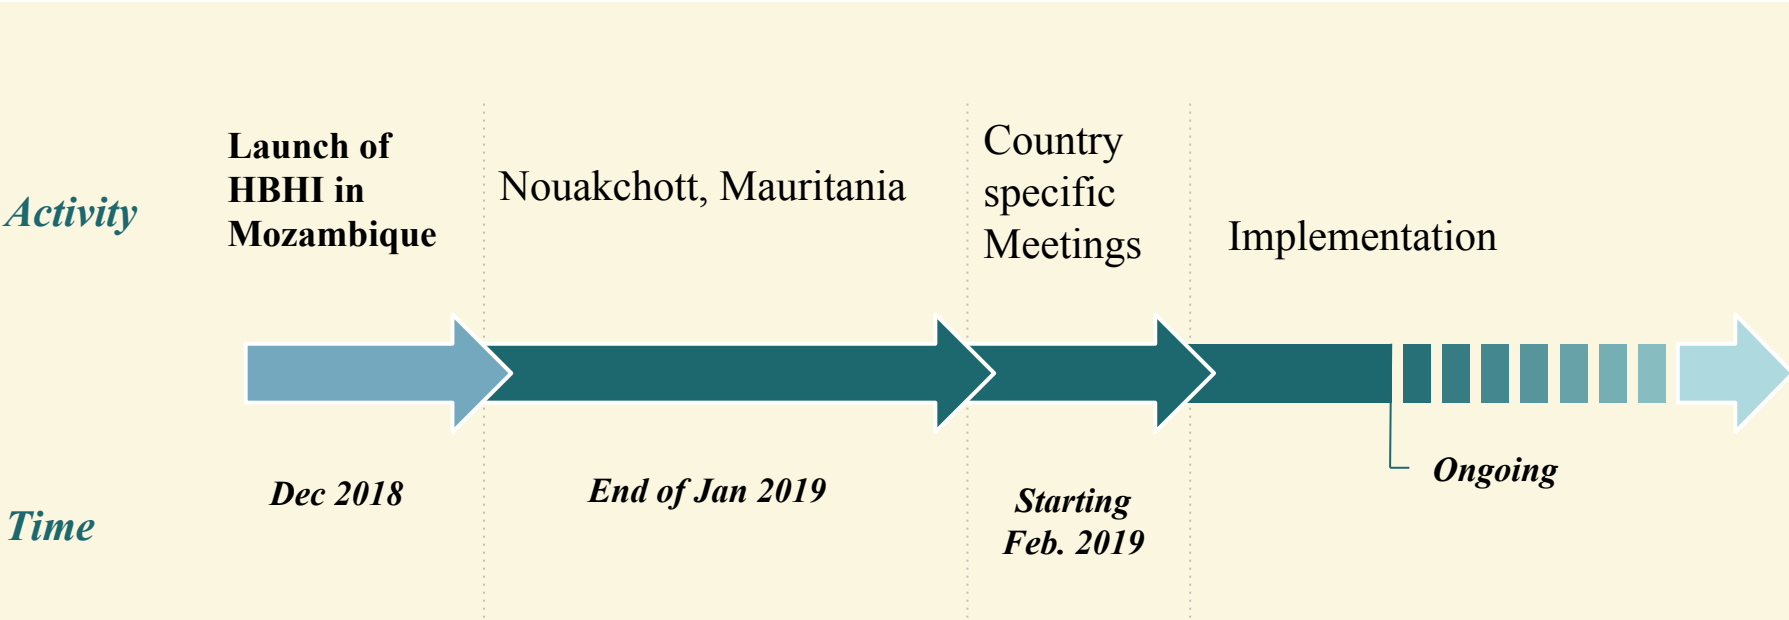 Activity
Launch of
HBHI in
Mozambique
Nouakchott, Mauritania
Country
specific
Meetings
Implementation
Time
Dec 2018
End of Jan 2019
Starting
Feb. 2019
Ongoing